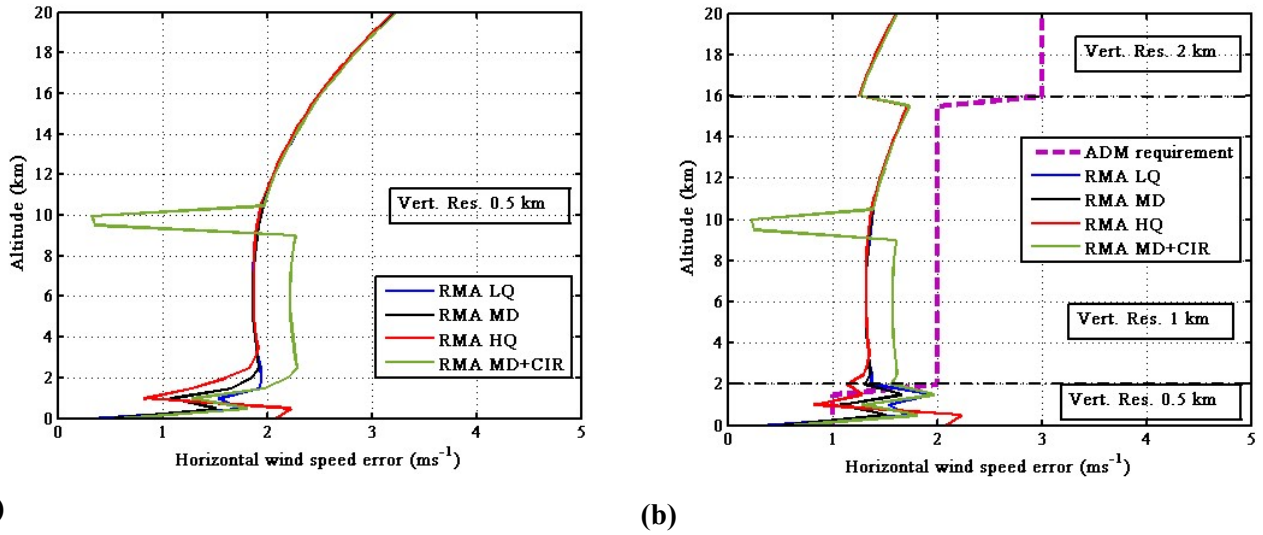 20
18
16
14
12
10
8
6
4
2
0
Altitude (km)
Vert. Res. 0.5 km
RMA LQ
RMA MD
RMA HQ
RMA MD+CIR
0 1 2 3 4 5
Horizontal wind speed error (ms⁻¹)
)
20
18
16
14
12
10
8
6
4
2
0
Altitude (km)
Vert. Res. 2 km
ADM requirement
RMA LQ
RMA MD
RMA HQ
RMA MD+CIR
Vert. Res. 1 km
Vert. Res. 0.5 km
0 1 2 3 4 5
Horizontal wind speed error (ms⁻¹)
(b)